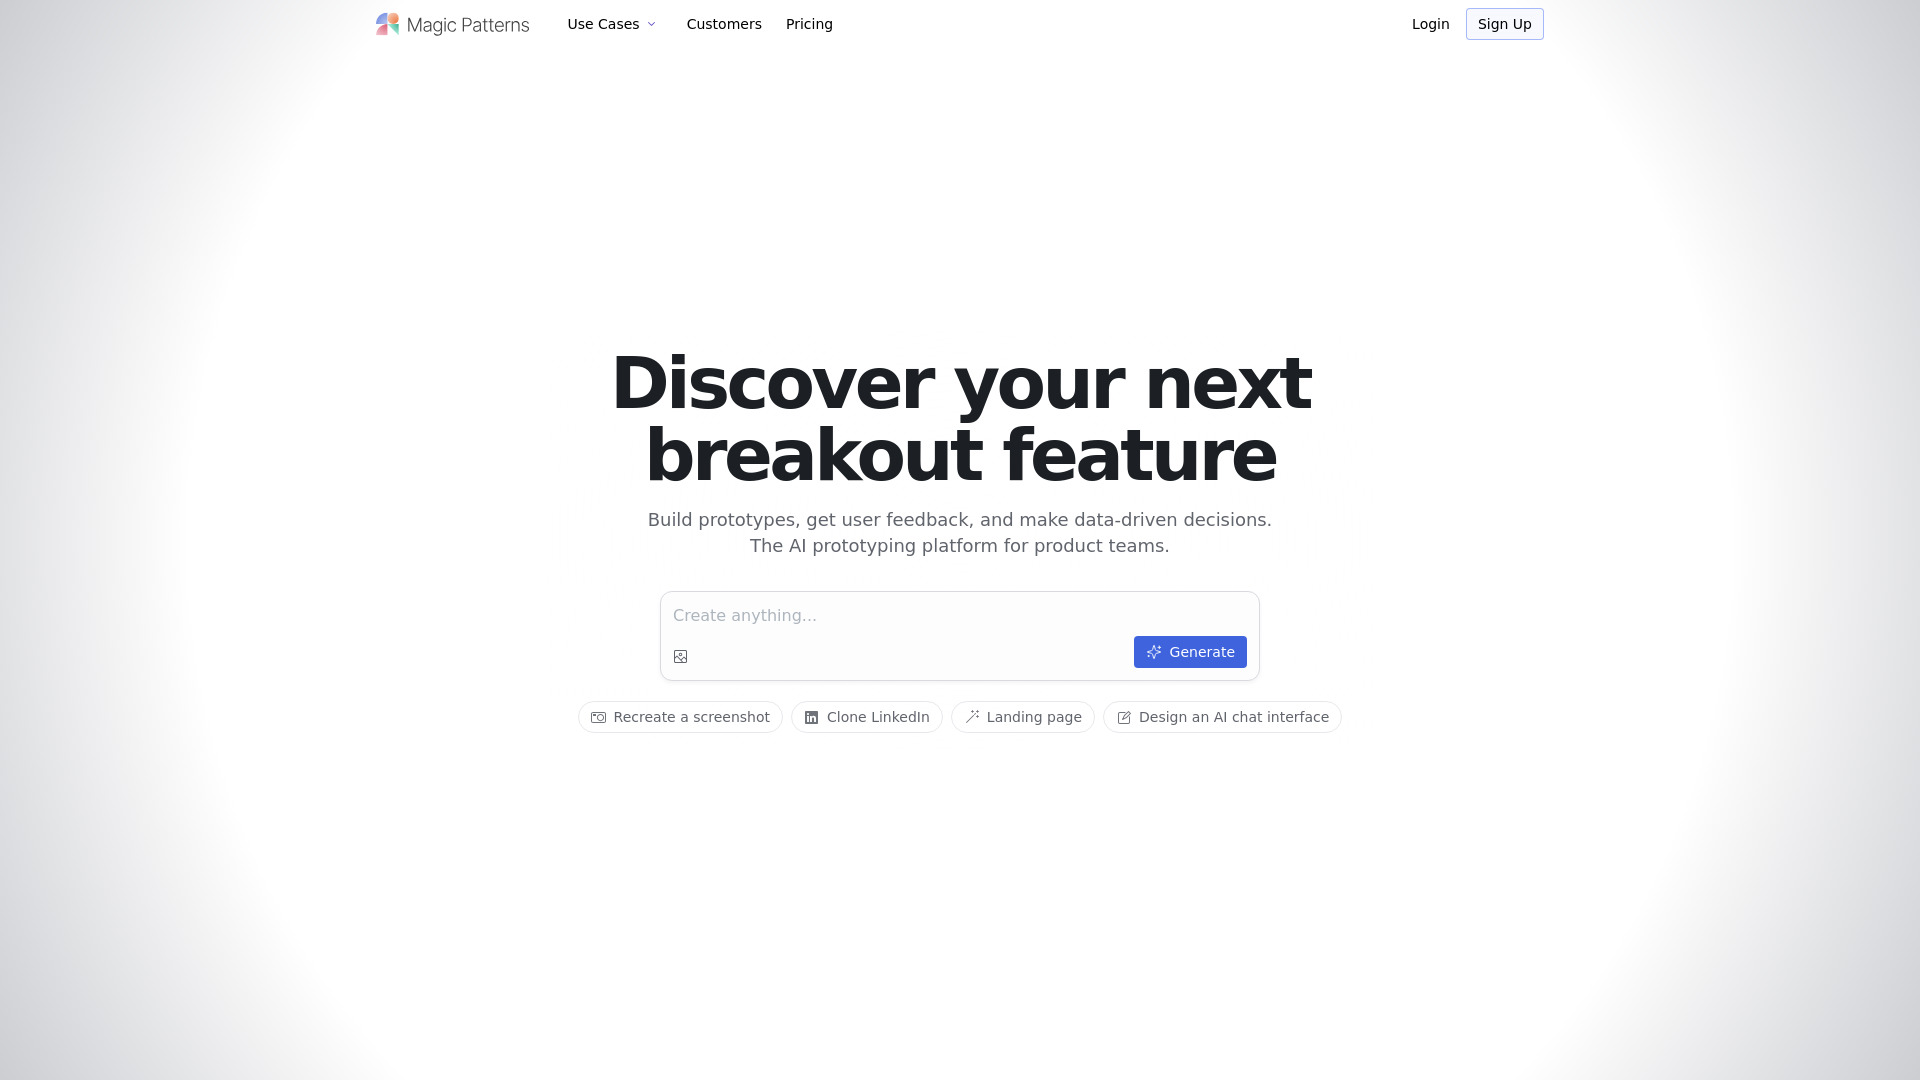 Magic Patterns
Use Cases
Customers
Pricing
Login
Sign Up
Discover your next
breakout feature
Build prototypes, get user feedback, and make data-driven decisions.
The AI prototyping platform for product teams.
Create anything...
Generate
Recreate a screenshot
Clone LinkedIn
Landing page
Design an AI chat interface